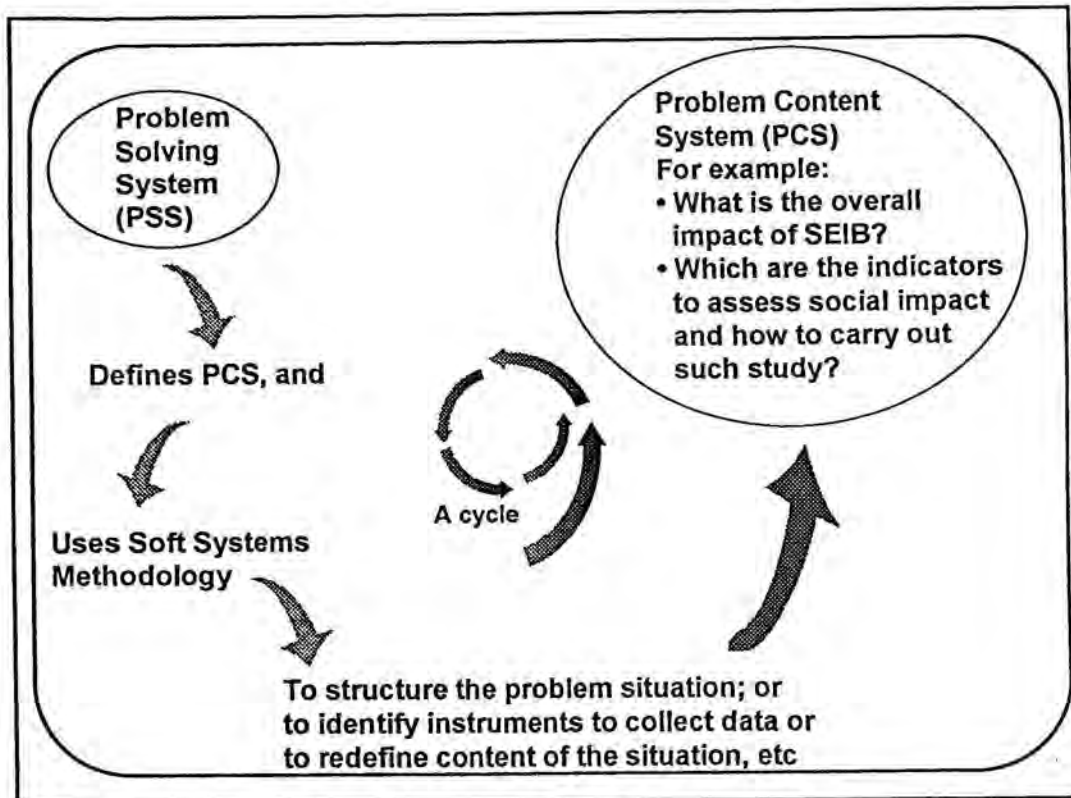 Problem
Solving
System
(PSS)
Defines PCS, and
Uses Soft Systems
Methodology
To structure the problem situation; or
to identify instruments to collect data or
to redefine content of the situation, etc
A cycle
Problem Content
System (PCS)
For example:
• What is the overall
impact of SEIB?
• Which are the indicators
to assess social impact
and how to carry out
such study?